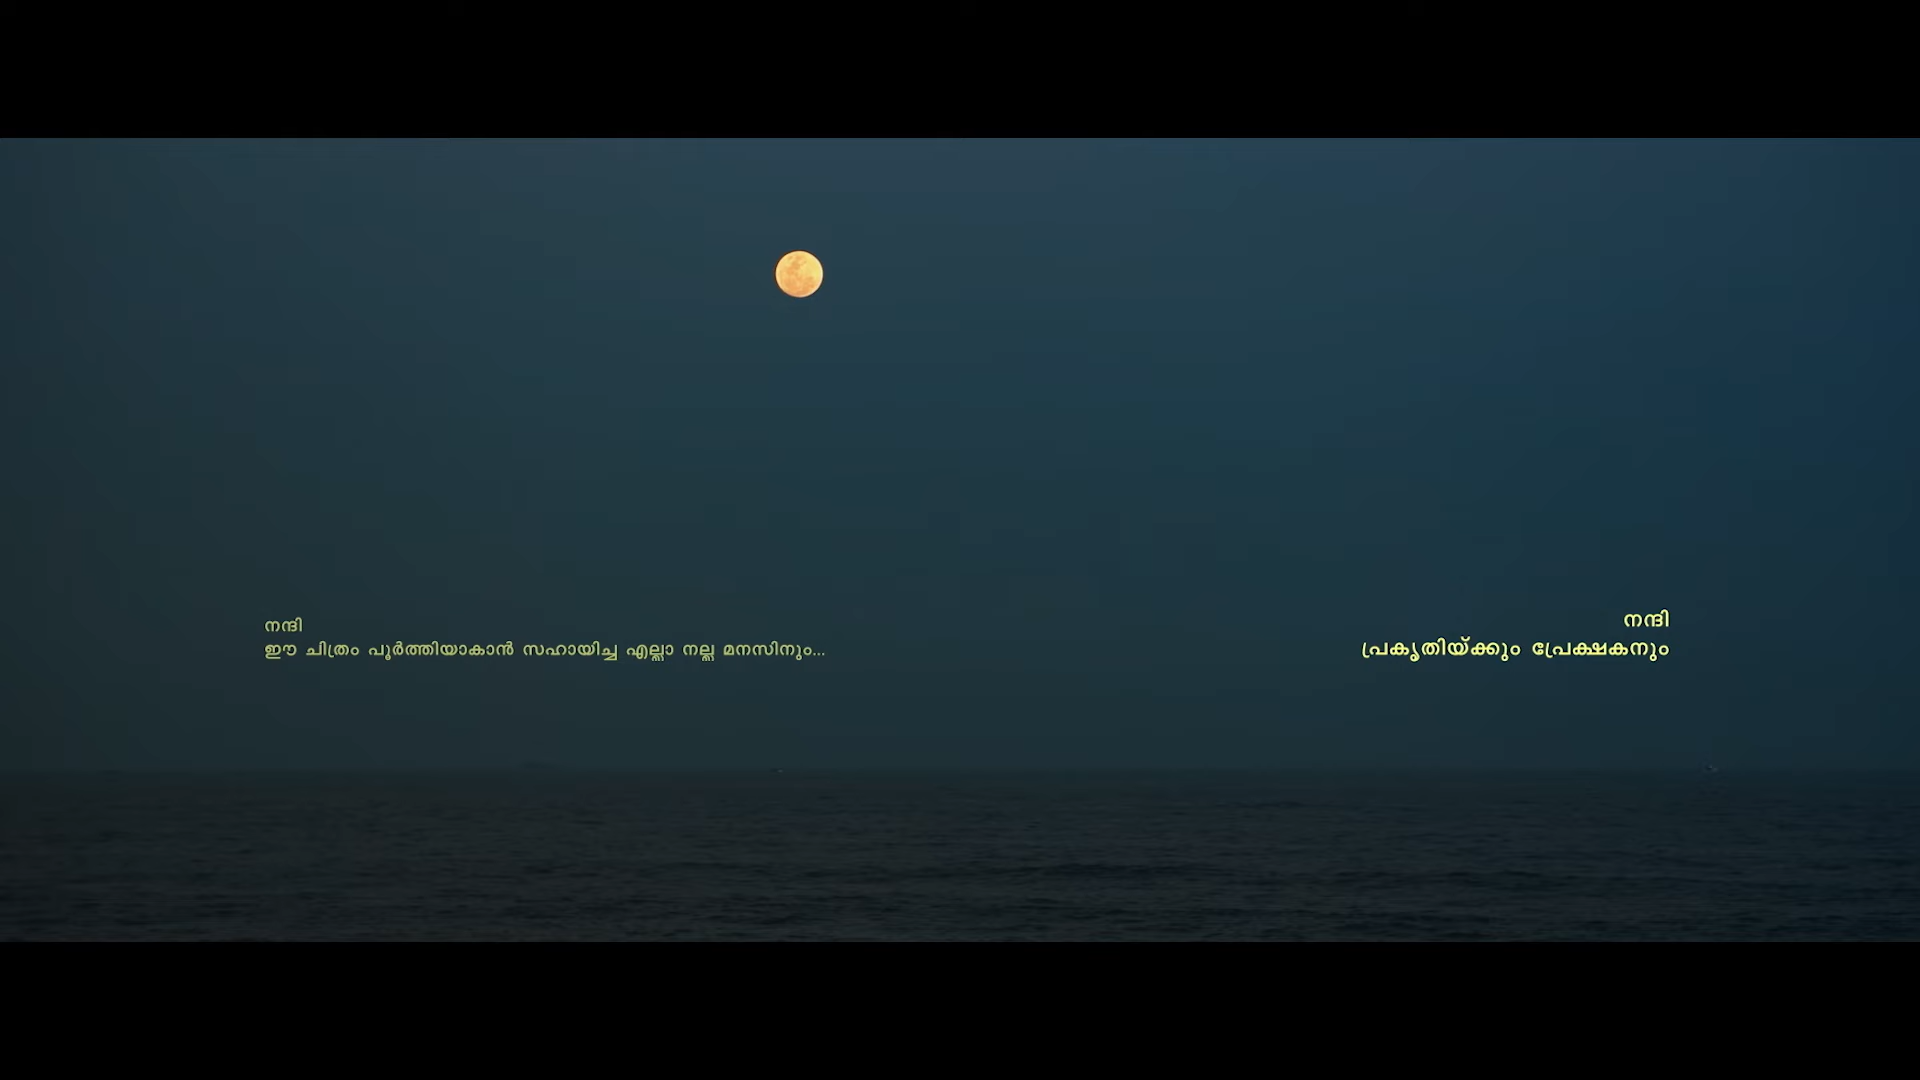 നന്ദി
ഈ ചിത്രം പൂർത്തിയാകാൻ സഹായിച്ച എല്ലാ നല്ല മനസിനും...
നന്ദി
പ്രകൃതിയ്ക്കും പ്രേക്ഷകനും